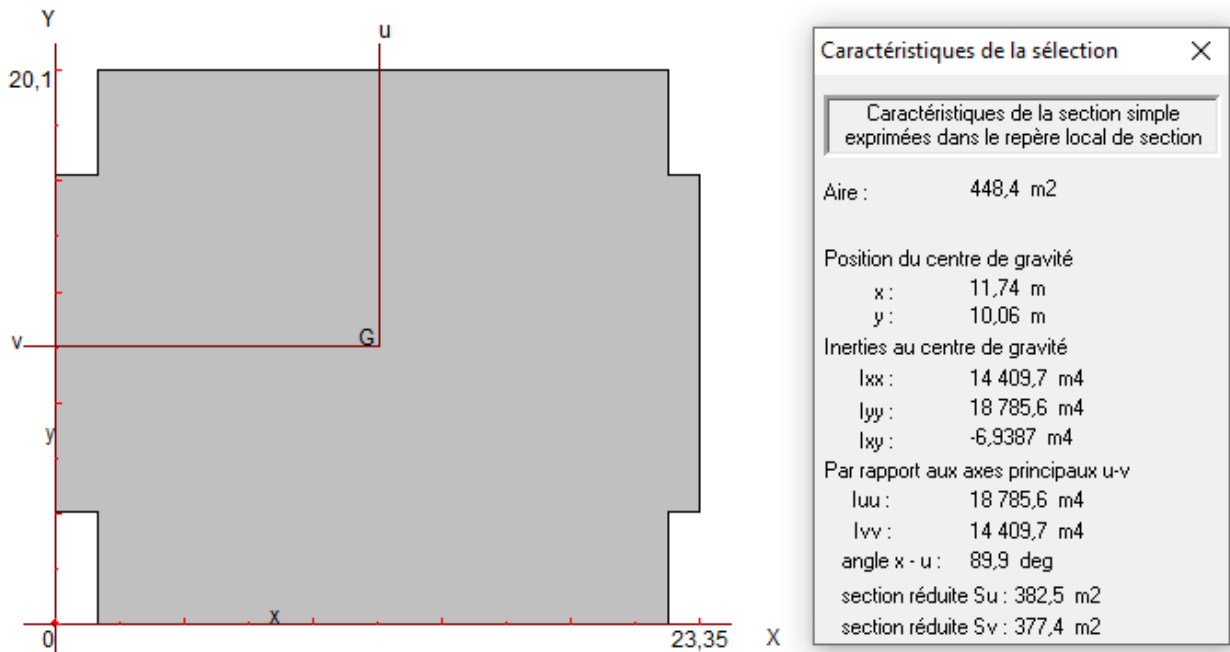 Y
u
20,1
v
G
y
x
0
23,35
X
Caractéristiques de la sélection
Caractéristiques de la section simple
exprimées dans le repère local de section
Aire : 448,4 m2
Position du centre de gravité
x : 11,74 m
y : 10,06 m
Inerties au centre de gravité
Ixx : 14 409,7 m4
Iyy : 18 785,6 m4
Ixy : -6,9387 m4
Par rapport aux axes principaux u-v
Iuu : 18 785,6 m4
Ivv : 14 409,7 m4
angle x - u : 89,9 deg
section réduite Su : 382,5 m2
section réduite Sv : 377,4 m2